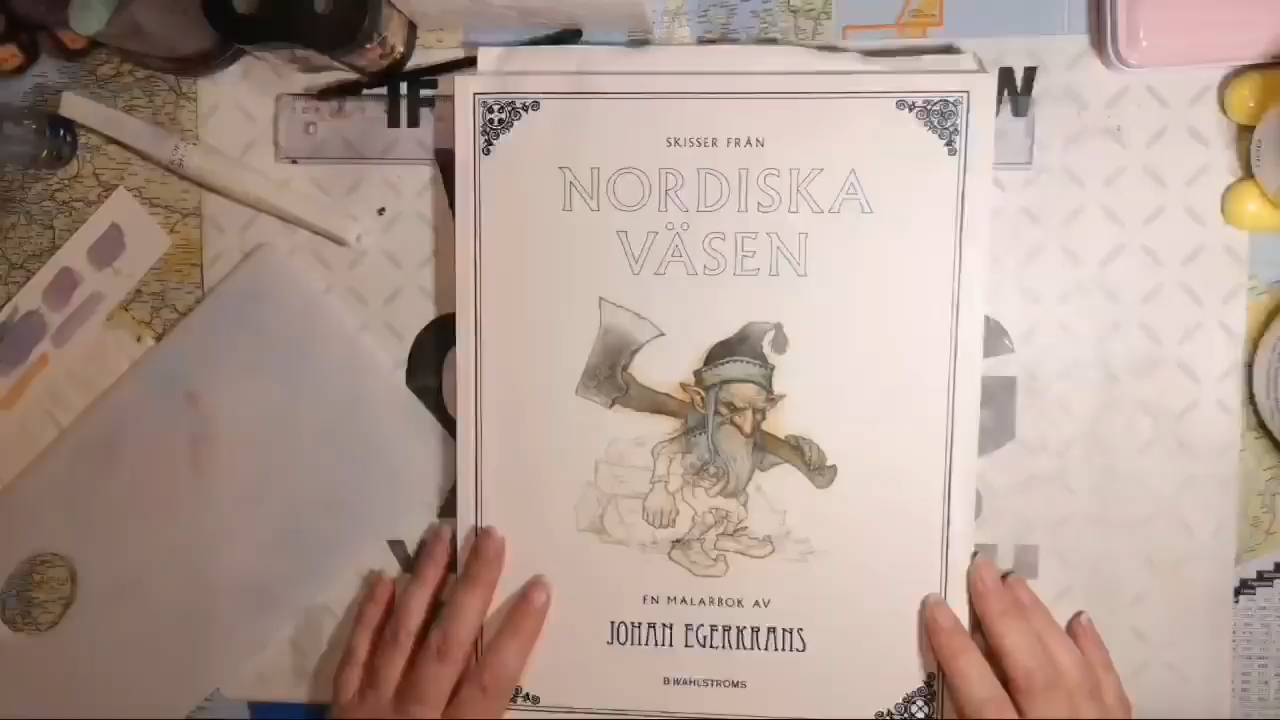 SKISSER FRÅN
NORDISKA
VÄSEN
EN MÅLARBOK AV
JOHAN EGERKRANS
B WAHLSTRÖMS